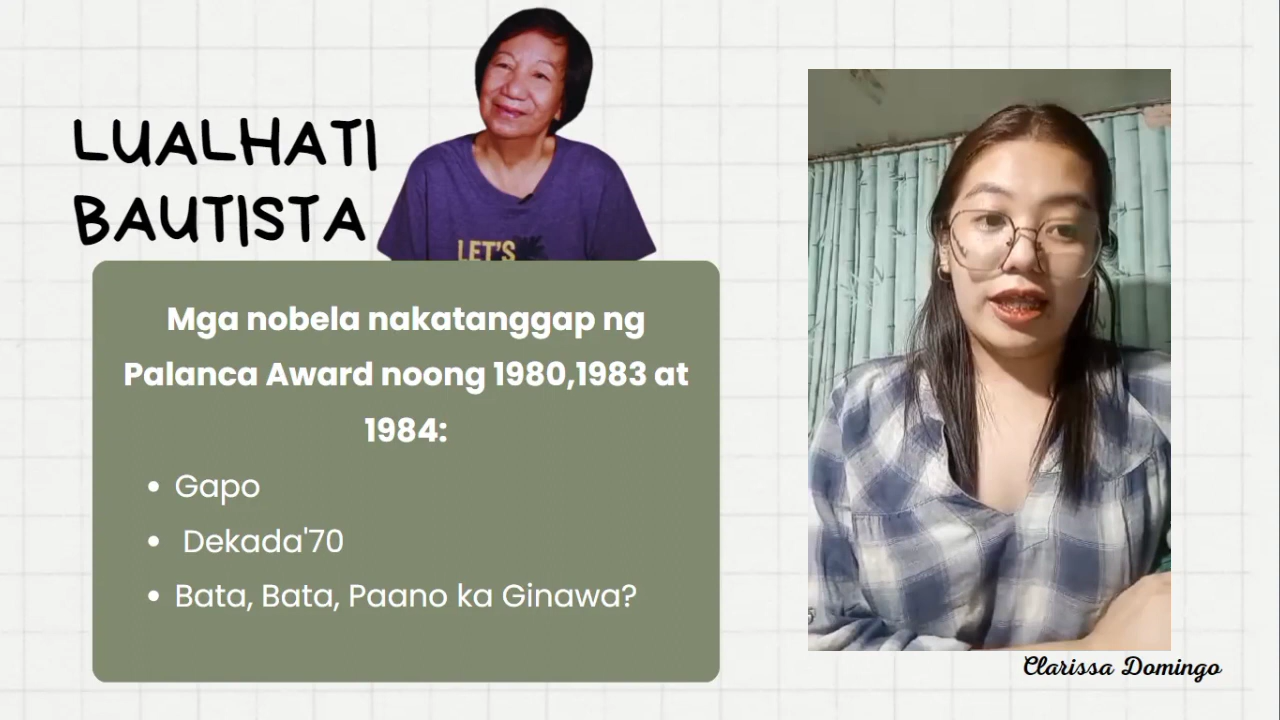 LUALHATI
BAUTISTA
LET'S
Mga nobela nakatanggap ng
Palanca Award noong 1980,1983 at
1984:
• Gapo
• Dekada'70
• Bata, Bata, Paano ka Ginawa?
Clarissa Domingo